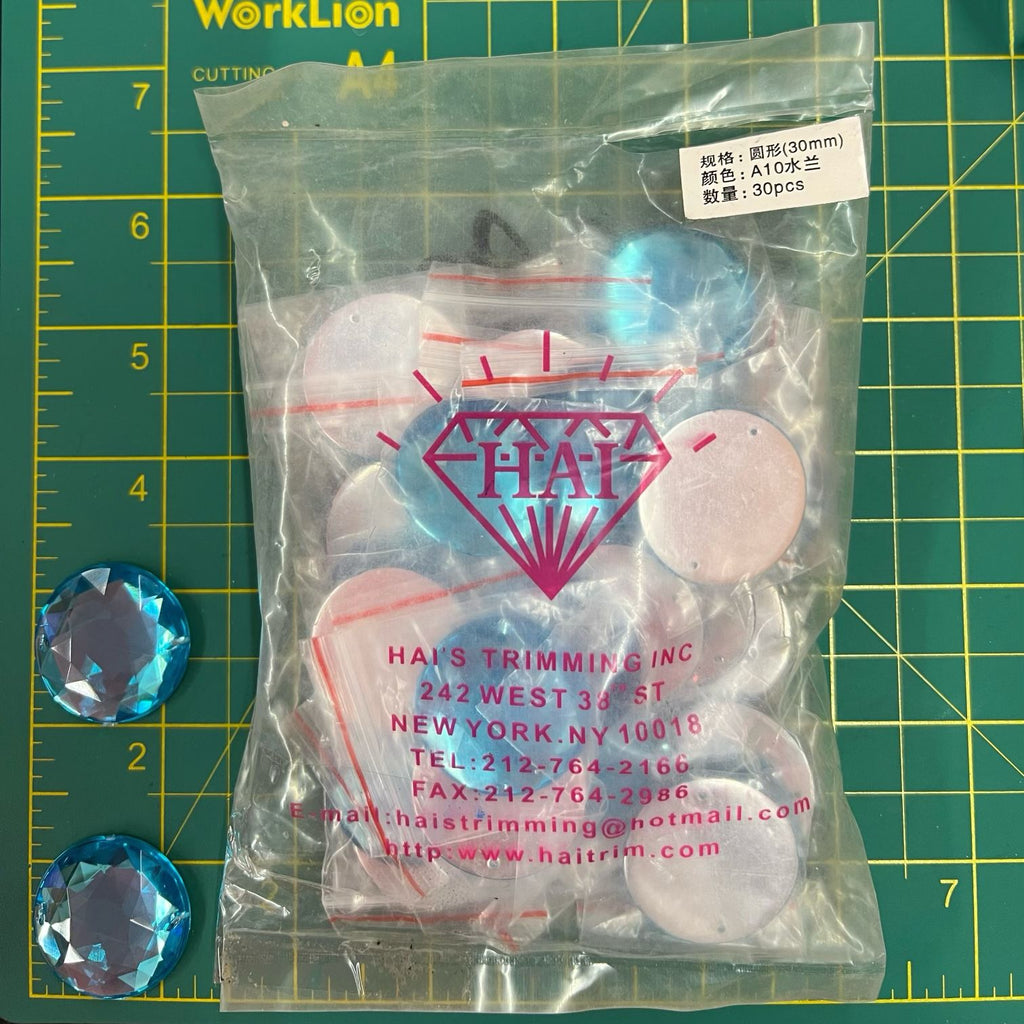 WorkLion
CUTTING
A4
7
6
5
4
2
7
规格:圆形(30mm)
颜色:A10水兰
数量:30pcs
HAI
HAI'S TRIMMING INC
242 WEST 38TH ST
NEW YORK.NY 10018
TEL:212-764-2166
FAX:212-764-2986
E-mail:haistrimming@hotmail.com
http:www.haitrim.com